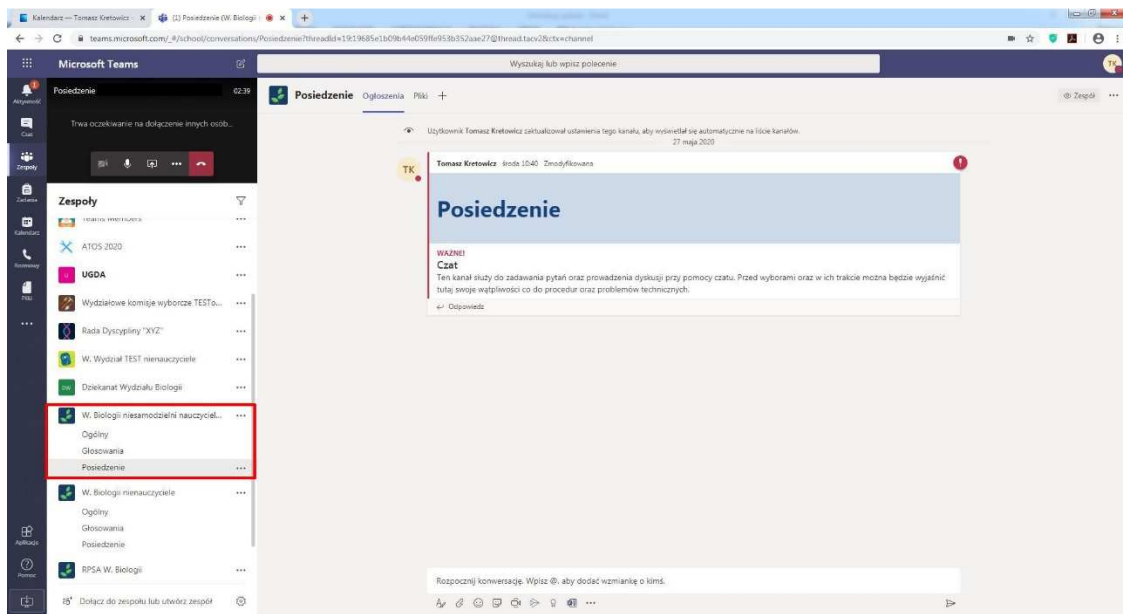 Kalendarz — Tomasz Kretowicz
(1) Posiedzenie (W. Biologii
teams.microsoft.com/_#/school/conversations/Posiedzenie?threadId=19:19685e1b09b44e059ffe953b352aae27@thread.tacv2&ctx=channel
Microsoft Teams
Wyszukaj lub wpisz polecenie
TK
Aktywność
Czat
Zespoły
Zadania
Kalendarz
Rozmowy
Pliki
Aplikacje
Pomoc
Posiedzenie 02:39
Trwa oczekiwanie na dołączenie innych osób...
Zespoły
Teams Members
ATOS 2020
U UGDA
Wydziałowe komisje wyborcze TESTo...
Rada Dyscypliny "XYZ"
W. Wydział TEST nienauczyciele
DW Dziekanat Wydziału Biologii
W. Biologii niesamodzielni nauczyciel...
Ogólny
Głosowania
Posiedzenie
W. Biologii nienauczyciele
Ogólny
Głosowania
Posiedzenie
RPSA W. Biologii
Dołącz do zespołu lub utwórz zespół
Posiedzenie Ogłoszenia Pliki +
Zespół
Użytkownik Tomasz Kretowicz zaktualizował ustawienia tego kanału, aby wyświetlał się automatycznie na liście kanałów.
27 maja 2020
TK
Tomasz Kretowicz środa 10:40 Zmodyfikowano
Posiedzenie
WAŻNE!
Czat
Ten kanał służy do zadawania pytań oraz prowadzenia dyskusji przy pomocy czatu. Przed wyborami oraz w ich trakcie można będzie wyjaśnić
tutaj swoje wątpliwości co do procedur oraz problemów technicznych.
Odpowiedz
Rozpocznij konwersację. Wpisz @, aby dodać wzmiankę o kimś.